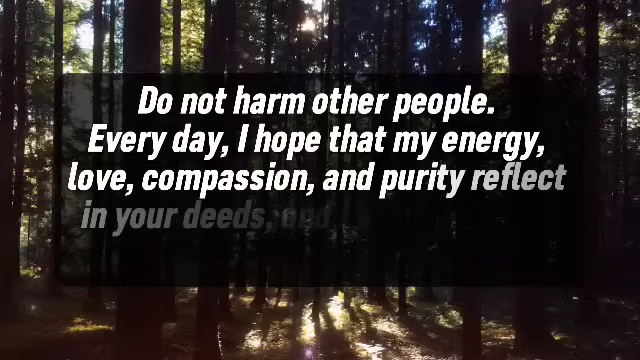 Do not harm other people.
Every day, I hope that my energy,
love, compassion, and purity reflect
in your deeds, and